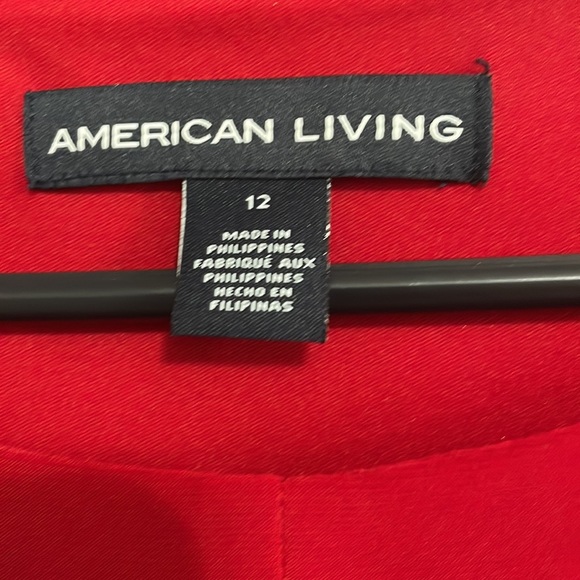 AMERICAN LIVING
12
MADE IN
PHILIPPINES
FABRIQUÉ AUX
PHILIPPINES
HECHO EN
FILIPINAS